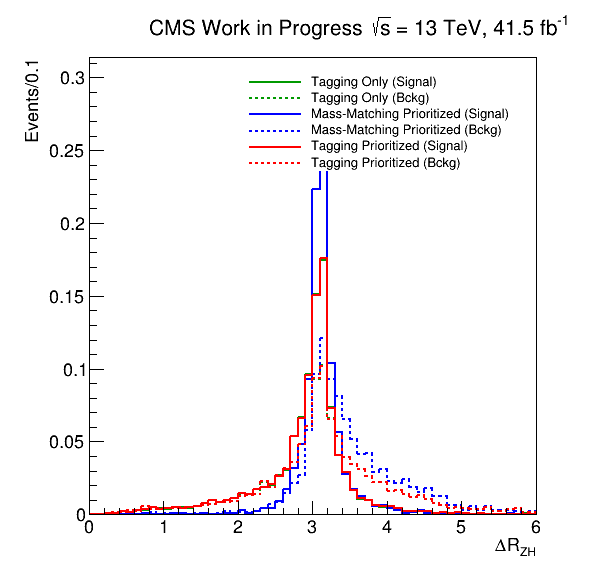 CMS Work in Progress √s = 13 TeV, 41.5 fb⁻¹
Events/0.1
0.3
0.25
0.2
0.15
0.1
0.05
0
Tagging Only (Signal)
Tagging Only (Bckg)
Mass-Matching Prioritized (Signal)
Mass-Matching Prioritized (Bckg)
Tagging Prioritized (Signal)
Tagging Prioritized (Bckg)
0 1 2 3 4 5 6
ΔR_ZH